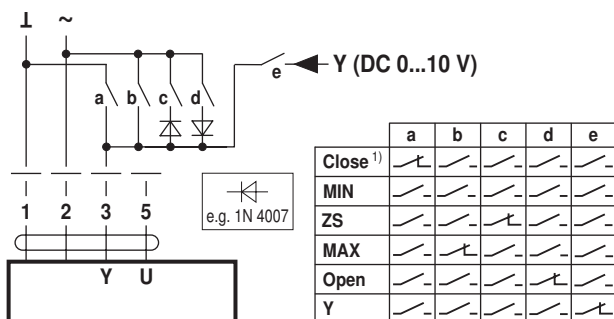 ⊥ ~
a b c d e Y (DC 0...10 V)
1 2 3 5
e.g. 1N 4007
Y U
a b c d e
Close 1)
MIN
ZS
MAX
Open
Y